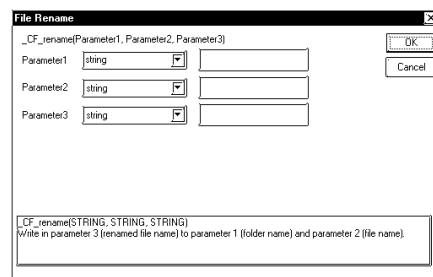 File Rename
_CF_rename(Parameter1, Parameter2, Parameter3)
OK
Parameter1 string
Cancel
Parameter2 string
Parameter3 string
_CF_rename(STRING, STRING, STRING)
Write in parameter 3 (renamed file name) to parameter 1 (folder name) and parameter 2 (file name).